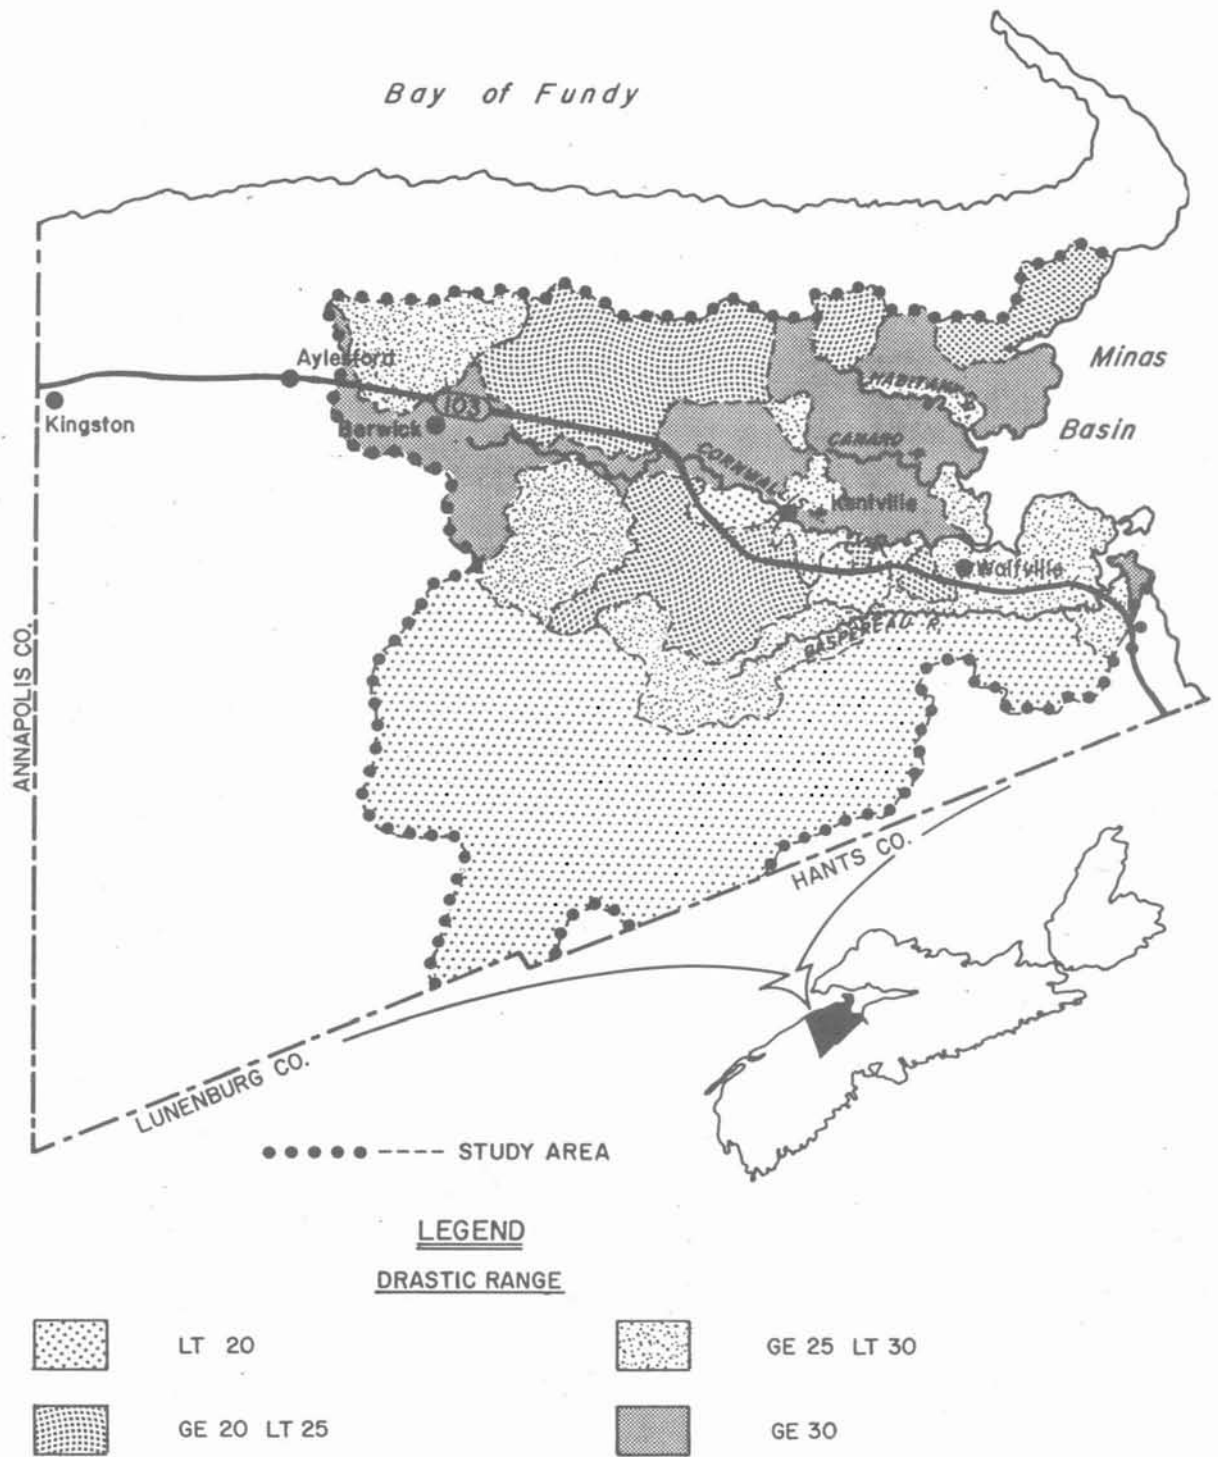 Bay of Fundy
Minas
Basin
Aylesford
103
Kingston
Berwick
HABITANT
CANARD
CORNWALLIS
Kentville
Wolfville
GASPEREAU R.
ANNAPOLIS CO.
HANTS CO.
LUNENBURG CO.
STUDY AREA
LEGEND
DRASTIC RANGE
LT 20
GE 25 LT 30
GE 20 LT 25
GE 30